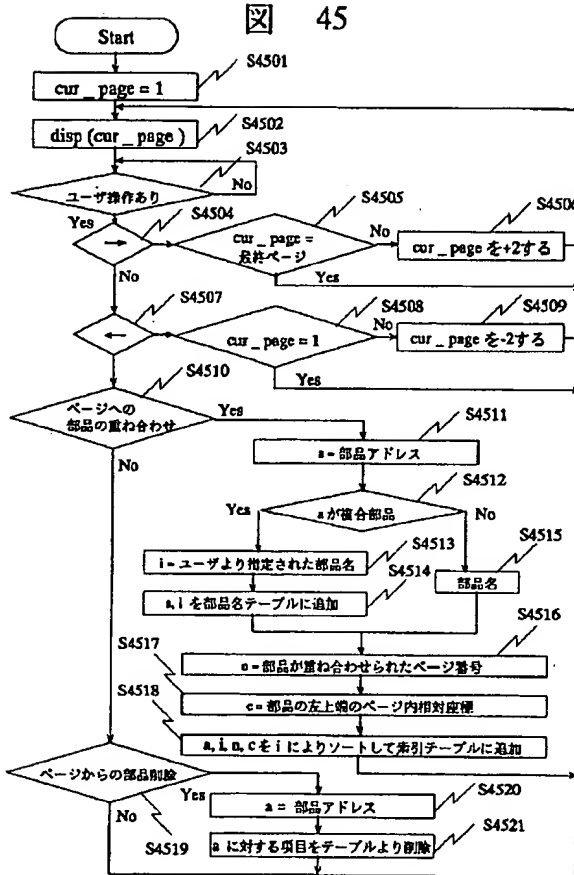 図 45
Start
S4501
cur_page = 1
S4502
disp (cur_page)
S4503
ユーザ操作あり
No
Yes
S4504
→
S4505
cur_page =
最終ページ
No
Yes
S4506
cur_page を+2する
No
S4507
←
S4508
cur_page = 1
No
Yes
S4509
cur_page を-2する
S4510
ページへの
部品の重ね合わせ
Yes
No
S4511
a = 部品アドレス
S4512
a が複合部品
Yes
No
S4513
i = ユーザより指定された部品名
S4514
a, i を部品名テーブルに追加
S4515
部品名
S4516
n = 部品が重ね合わせられたページ番号
S4517
c = 部品の左上端のページ内相対座標
S4518
a, i, n, c を i によりソートして索引テーブルに追加
ページからの部品削除
Yes
No
S4519
S4520
a = 部品アドレス
S4521
a に対する項目をテーブルより削除